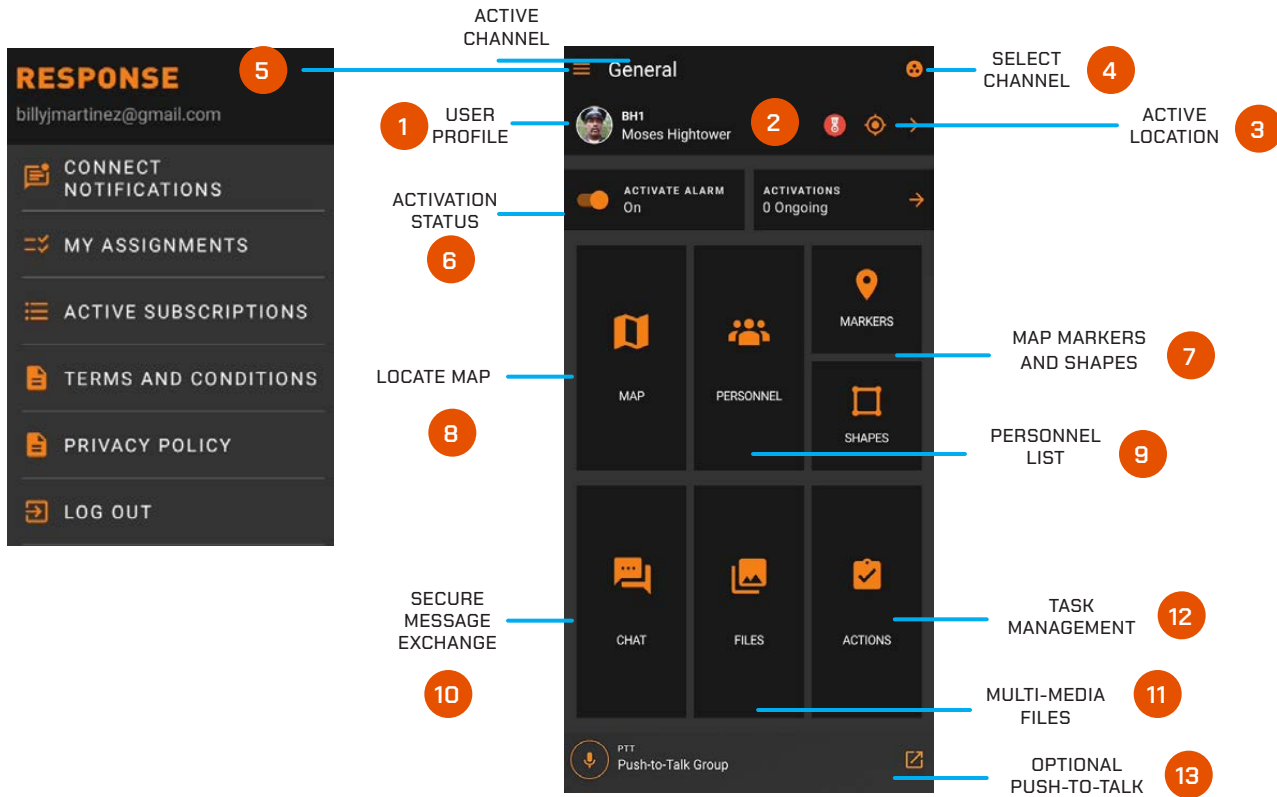 RESPONSE
billyjmartinez@gmail.com
CONNECT
NOTIFICATIONS
MY ASSIGNMENTS
ACTIVE SUBSCRIPTIONS
TERMS AND CONDITIONS
PRIVACY POLICY
LOG OUT
5
ACTIVE
CHANNEL
General
SELECT
CHANNEL
4
1
USER
PROFILE
BH1
Moses Hightower
2
ACTIVE
LOCATION
3
ACTIVATION
STATUS
6
ACTIVATE ALARM
On
ACTIVATIONS
0 Ongoing
MAP
PERSONNEL
MARKERS
SHAPES
MAP MARKERS
AND SHAPES
7
LOCATE MAP
8
PERSONNEL
LIST
9
SECURE
MESSAGE
EXCHANGE
10
CHAT
FILES
ACTIONS
TASK
MANAGEMENT
12
MULTI-MEDIA
FILES
11
PTT
Push-to-Talk Group
OPTIONAL
PUSH-TO-TALK
13